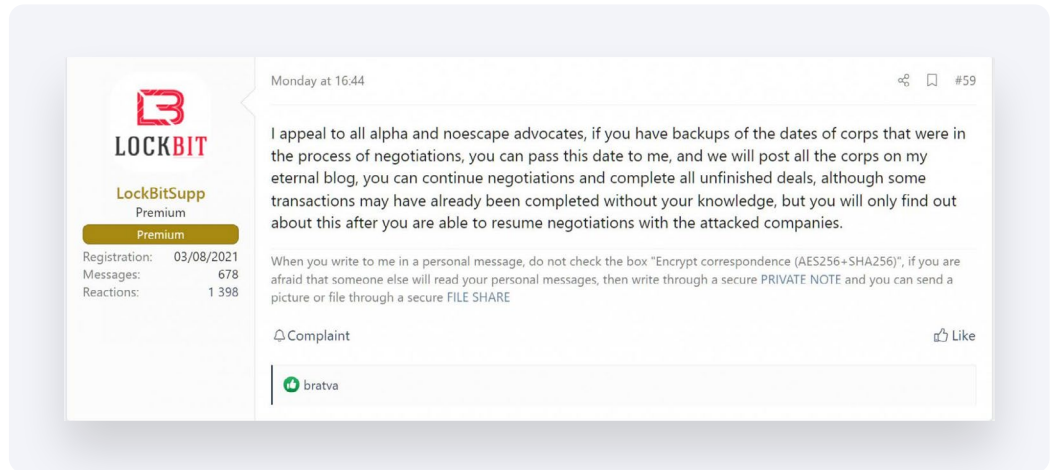 Monday at 16:44
#59
LOCKBIT
LockBitSupp
Premium
Premium
Registration: 03/08/2021
Messages: 678
Reactions: 1 398
I appeal to all alpha and noescape advocates, if you have backups of the dates of corps that were in
the process of negotiations, you can pass this date to me, and we will post all the corps on my
eternal blog, you can continue negotiations and complete all unfinished deals, although some
transactions may have already been completed without your knowledge, but you will only find out
about this after you are able to resume negotiations with the attacked companies.
When you write to me in a personal message, do not check the box "Encrypt correspondence (AES256+SHA256)", if you are
afraid that someone else will read your personal messages, then write through a secure PRIVATE NOTE and you can send a
picture or file through a secure FILE SHARE
Complaint
Like
bratva